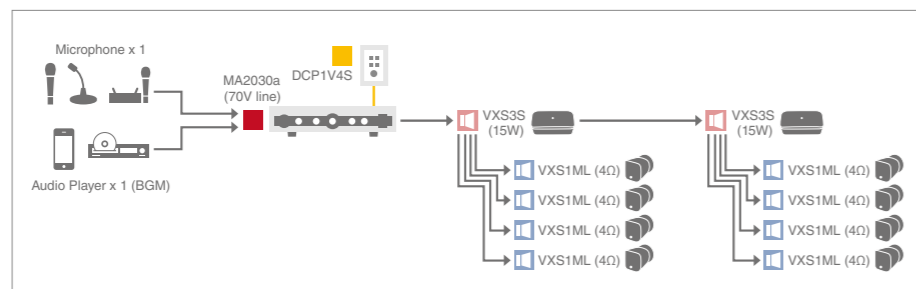 Microphone x 1
MA2030a
(70V line)
DCP1V4S
Audio Player x 1 (BGM)
VXS3S
(15W)
VXS1ML (4Ω)
VXS1ML (4Ω)
VXS1ML (4Ω)
VXS1ML (4Ω)
VXS3S
(15W)
VXS1ML (4Ω)
VXS1ML (4Ω)
VXS1ML (4Ω)
VXS1ML (4Ω)